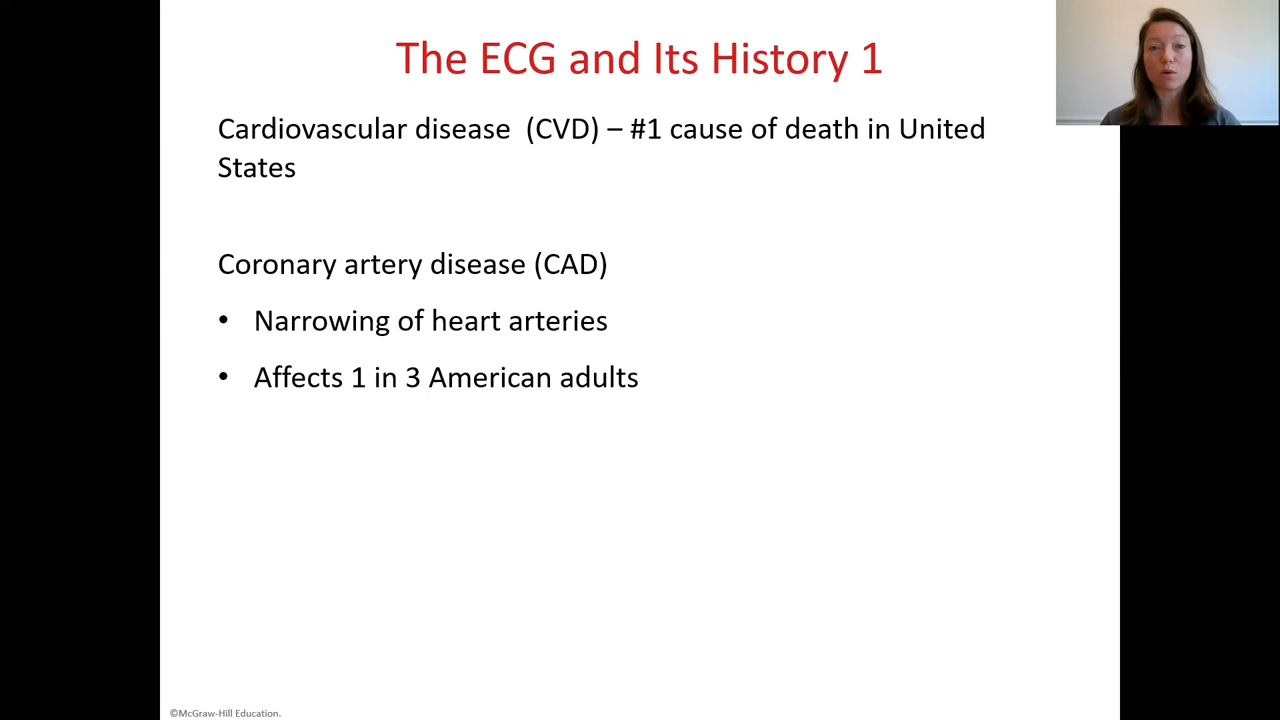 The ECG and Its History 1
Cardiovascular disease  (CVD) – #1 cause of death in United
States
Coronary artery disease (CAD)
• Narrowing of heart arteries
• Affects 1 in 3 American adults
©McGraw-Hill Education.